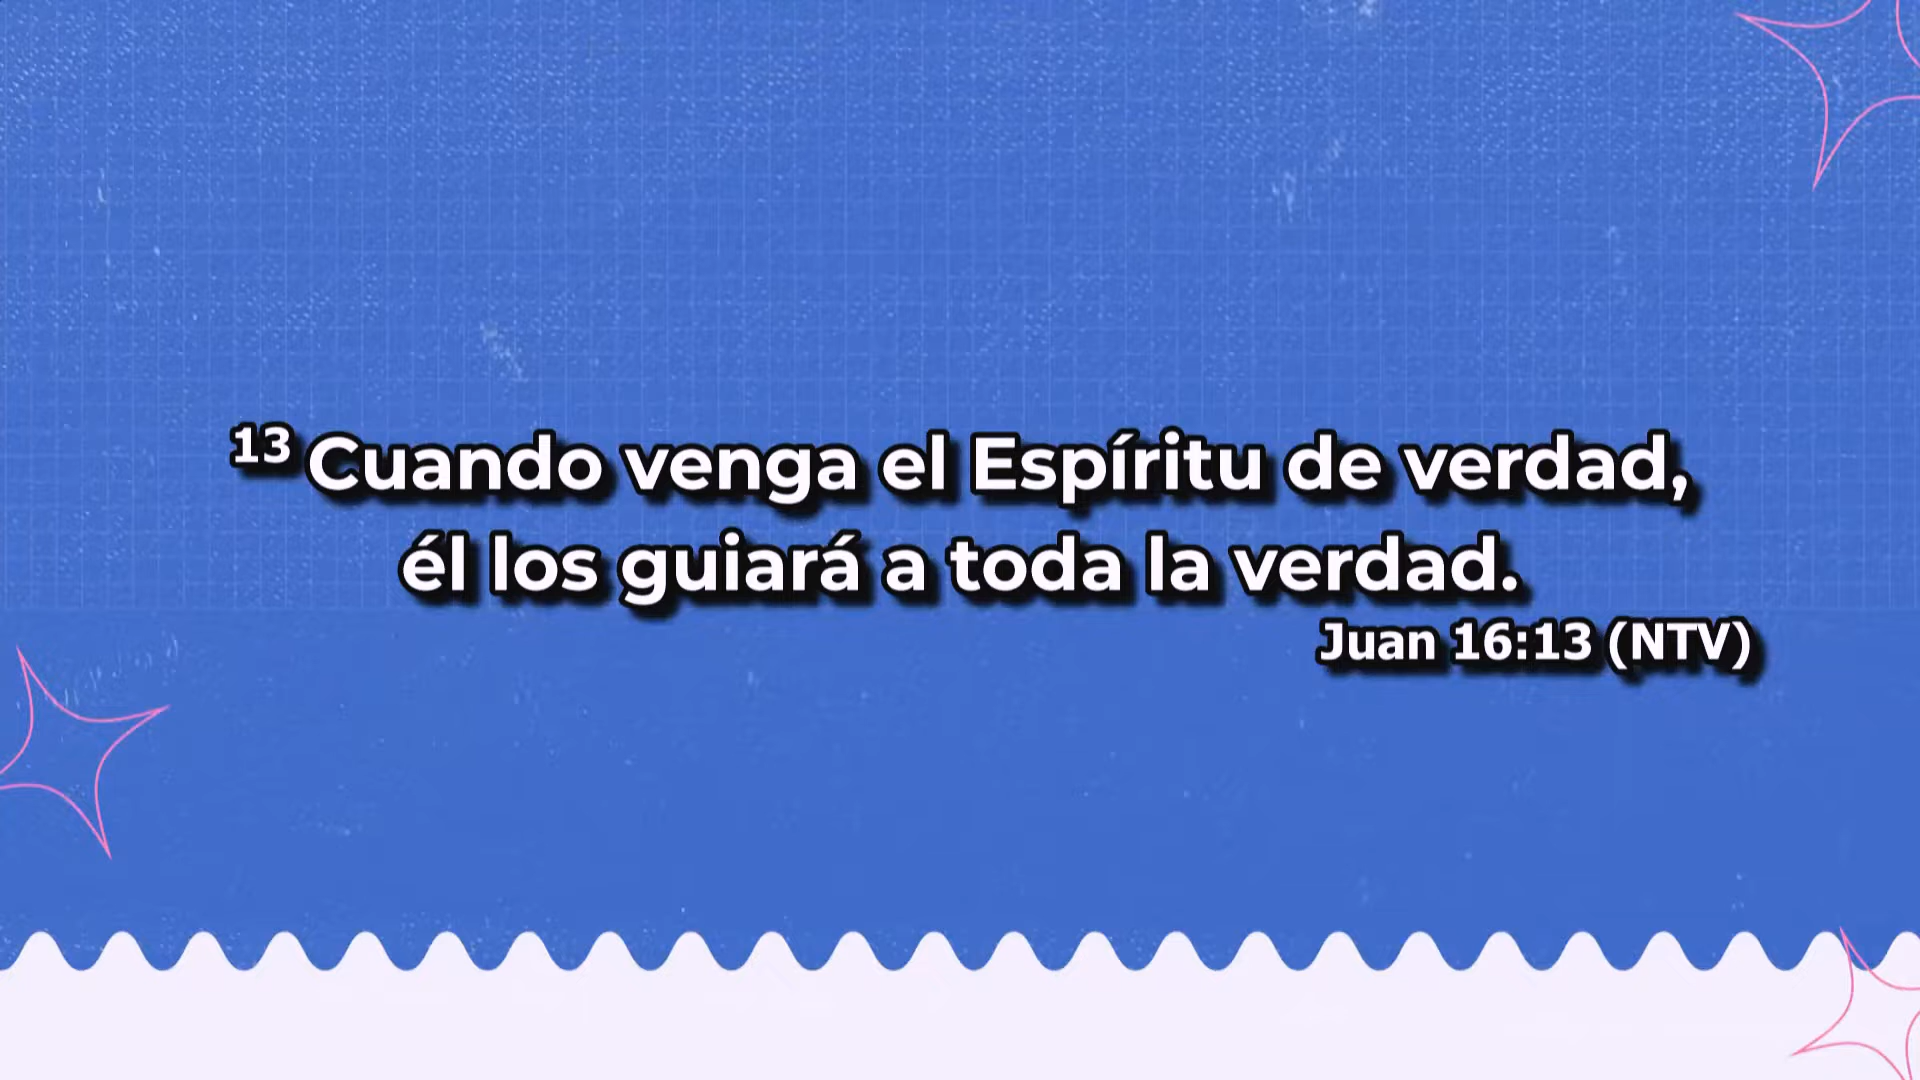 13 Cuando venga el Espíritu de verdad,
él los guiará a toda la verdad.
Juan 16:13 (NTV)